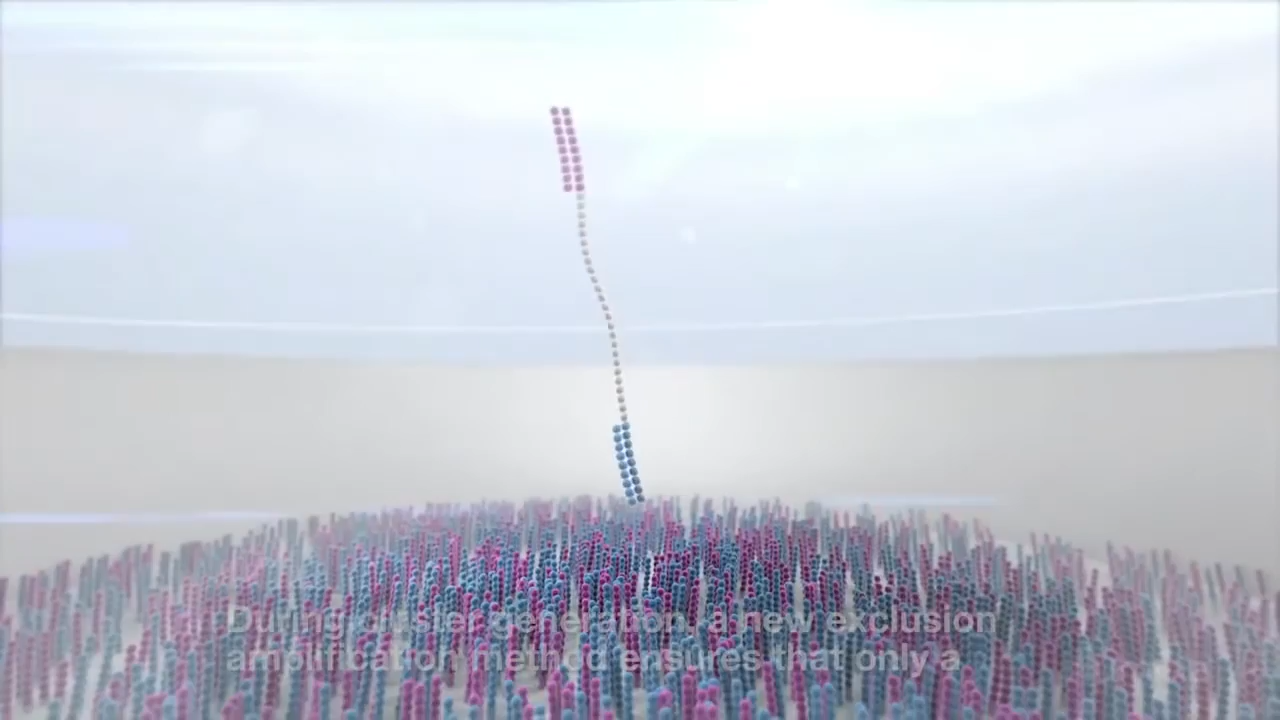 During cluster generation, a new exclusion
amplification method ensures that only a